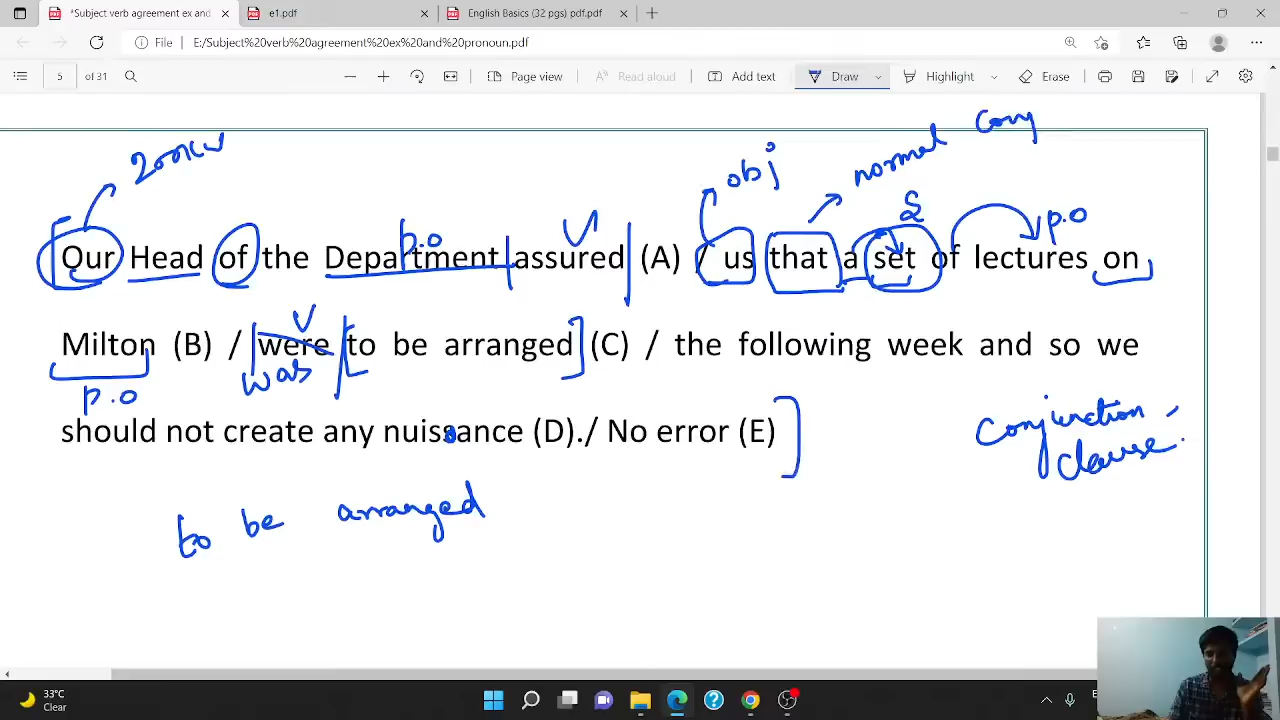 *Subject verb agreement ex and
e1.pdf
English Basics (32 pgs) pdf.pdf
File
E:/Subject%20verb%20agreement%20ex%20and%20pronoun.pdf
5 of 31
Page view
Read aloud
Add text
Draw
Highlight
Erase
normal Conj
obj
S
p.o
p.o
V
Our Head of the Department assured (A) / us that a set of lectures on
V
Milton (B) / were to be arranged (C) / the following week and so we
was
p.o
should not create any nuisance (D)./ No error (E)
Conjunction -
clause.
to be arranged
33°C
Clear